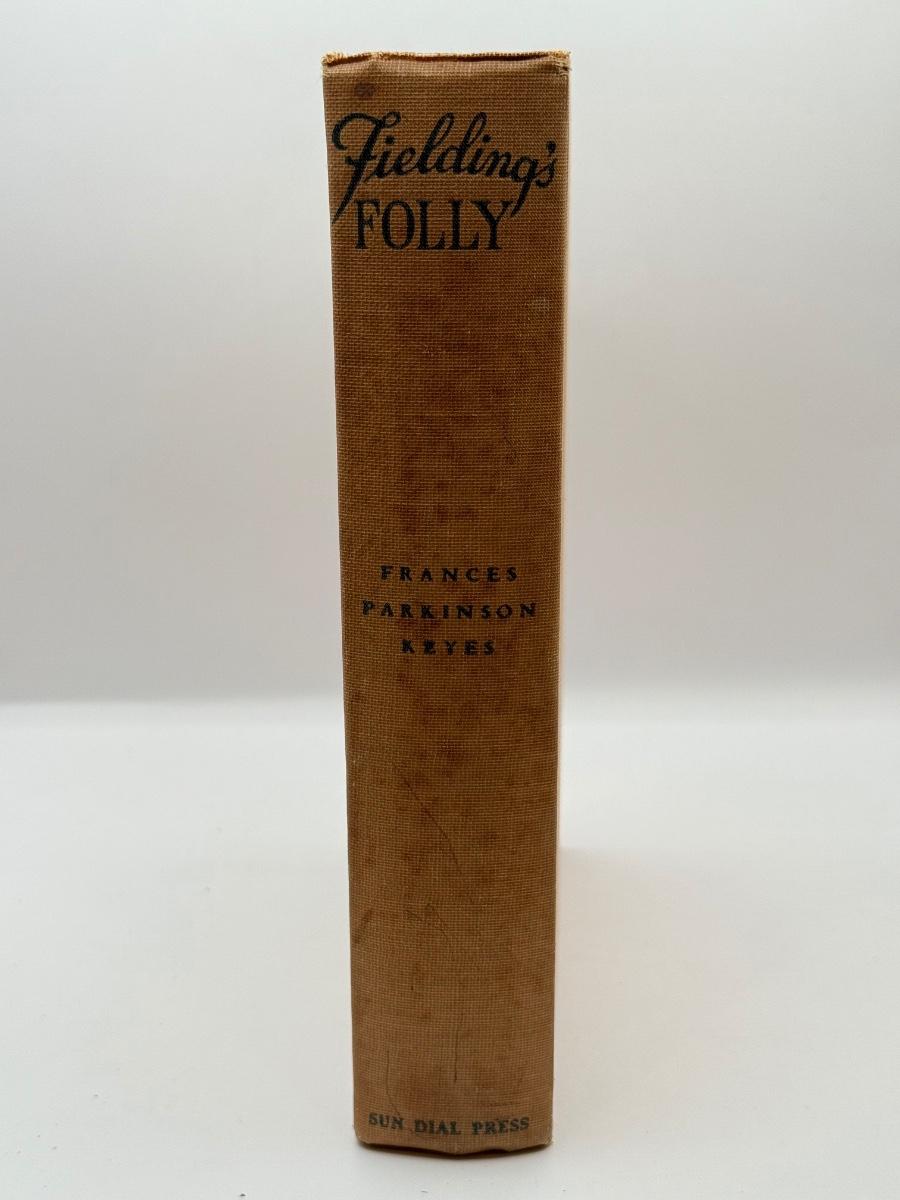 Fielding's
FOLLY
FRANCES
PARKINSON
KEYES
SUN DIAL PRESS